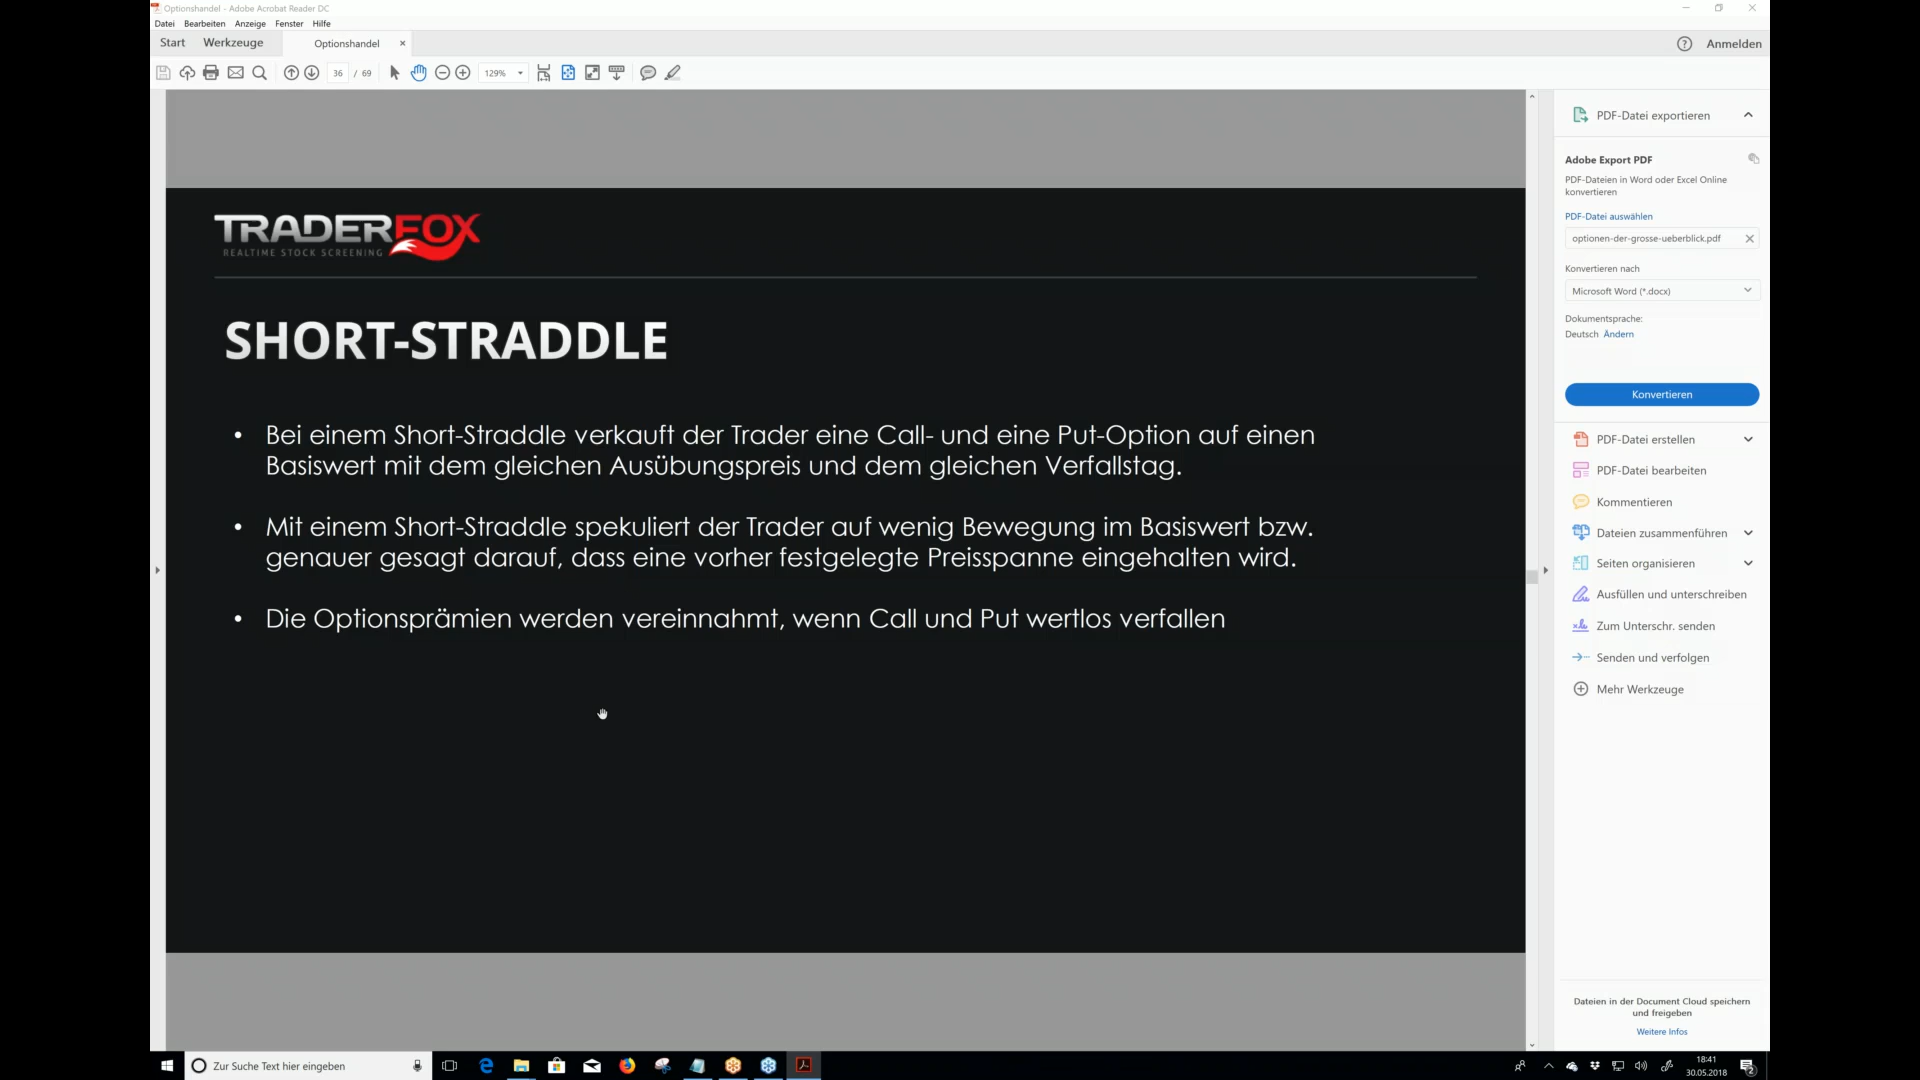 Optionshandel - Adobe Acrobat Reader DC
Datei Bearbeiten Anzeige Fenster Hilfe
Start Werkzeuge Optionshandel × Anmelden
36 / 69 129%
TRADERFOX
REALTIME STOCK SCREENING
SHORT-STRADDLE
• Bei einem Short-Straddle verkauft der Trader eine Call- und eine Put-Option auf einen
Basiswert mit dem gleichen Ausübungspreis und dem gleichen Verfallstag.
• Mit einem Short-Straddle spekuliert der Trader auf wenig Bewegung im Basiswert bzw.
genauer gesagt darauf, dass eine vorher festgelegte Preisspanne eingehalten wird.
• Die Optionsprämien werden vereinnahmt, wenn Call und Put wertlos verfallen
PDF-Datei exportieren
Adobe Export PDF
PDF-Dateien in Word oder Excel Online
konvertieren
PDF-Datei auswählen
optionen-der-grosse-ueberblick.pdf
Konvertieren nach
Microsoft Word (*.docx)
Dokumentsprache:
Deutsch Ändern
Konvertieren
PDF-Datei erstellen
PDF-Datei bearbeiten
Kommentieren
Dateien zusammenführen
Seiten organisieren
Ausfüllen und unterschreiben
Zum Unterschr. senden
Senden und verfolgen
Mehr Werkzeuge
Dateien in der Document Cloud speichern
und freigeben
Weitere Infos
Zur Suche Text hier eingeben
18:41
30.05.2018
2